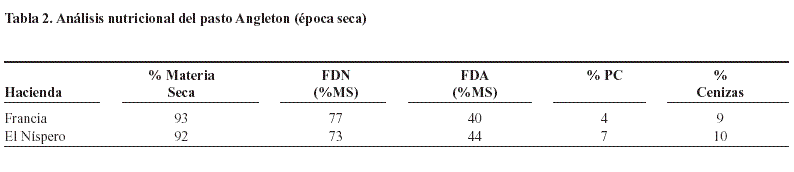 Tabla 2. Análisis nutricional del pasto Angleton (época seca)
% Materia FDN FDA % PC %
Hacienda Seca (%MS) (%MS) Cenizas
Francia 93 77 40 4 9
El Níspero 92 73 44 7 10